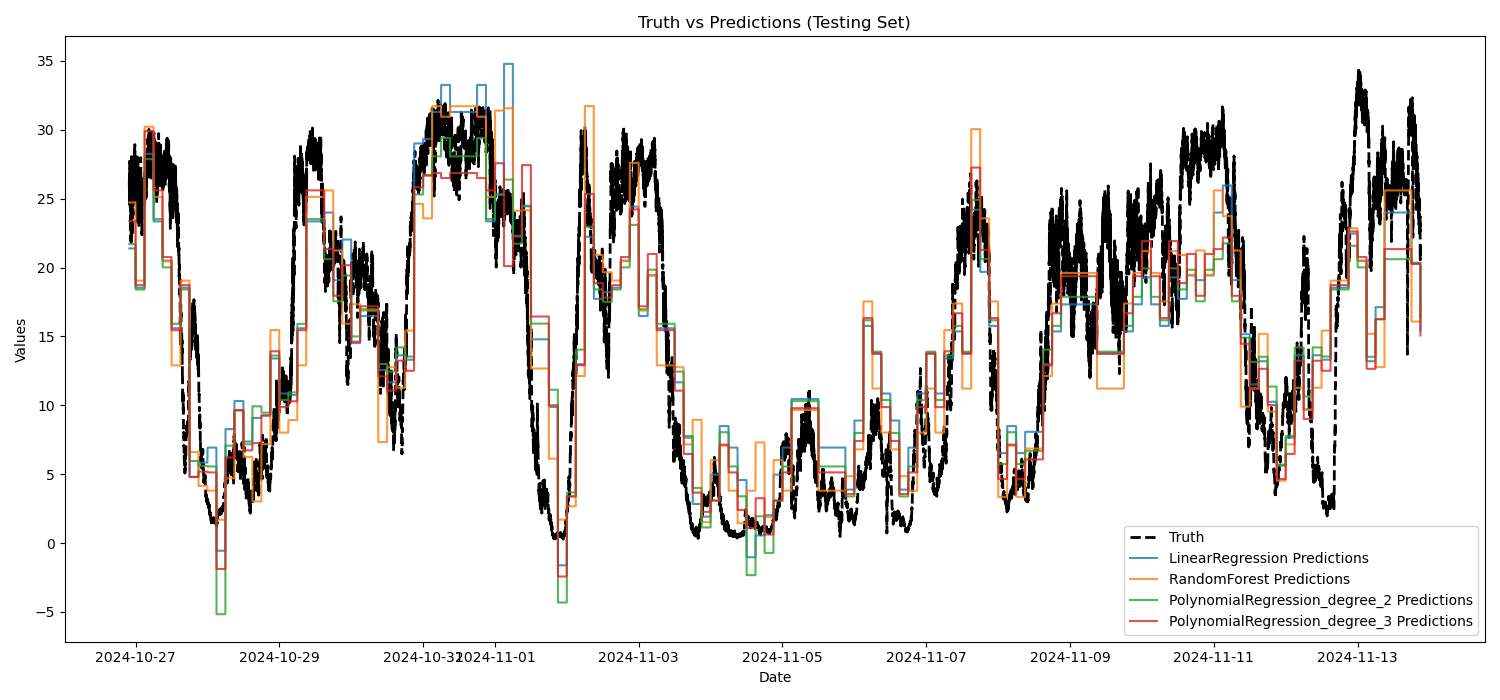 Truth vs Predictions (Testing Set)
Values
35
30
25
20
15
10
5
0
−5
Truth
LinearRegression Predictions
RandomForest Predictions
PolynomialRegression_degree_2 Predictions
PolynomialRegression_degree_3 Predictions
2024-10-27 2024-10-29 2024-10-31 2024-11-01 2024-11-03 2024-11-05 2024-11-07 2024-11-09 2024-11-11 2024-11-13
Date